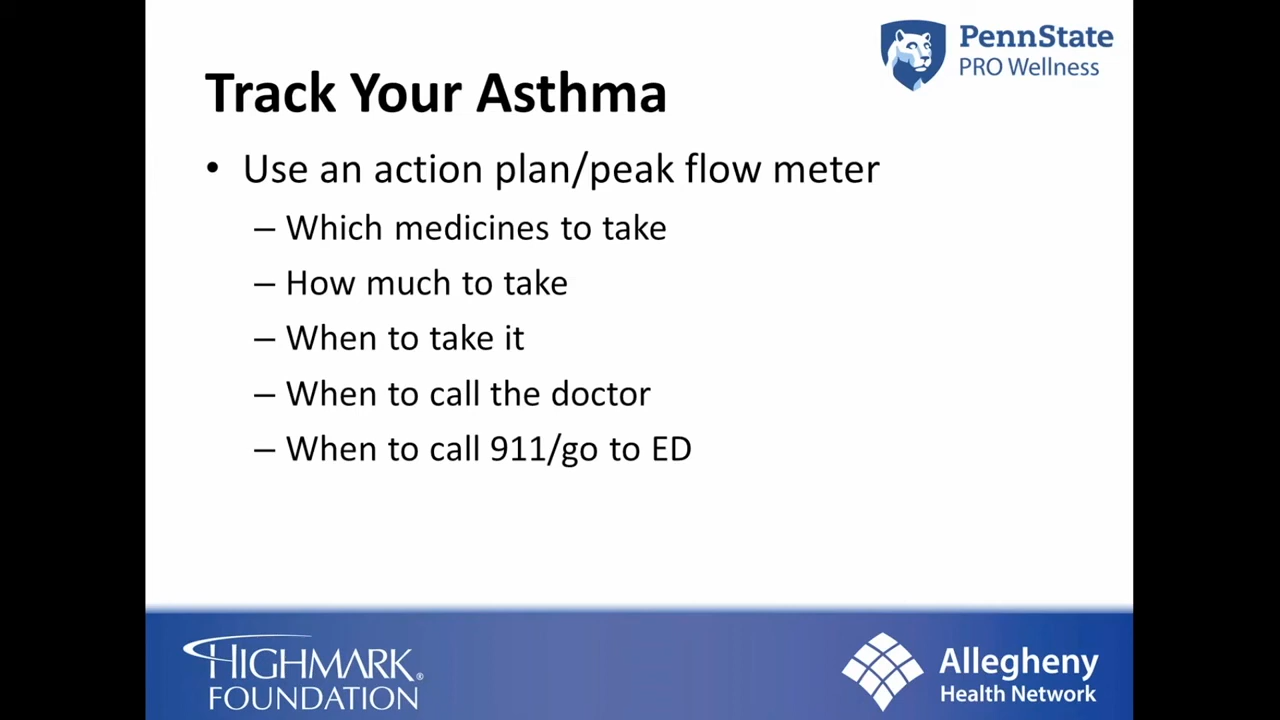 PennState
PRO Wellness
Track Your Asthma
• Use an action plan/peak flow meter
– Which medicines to take
– How much to take
– When to take it
– When to call the doctor
– When to call 911/go to ED
HIGHMARK®
FOUNDATION
Allegheny
Health Network